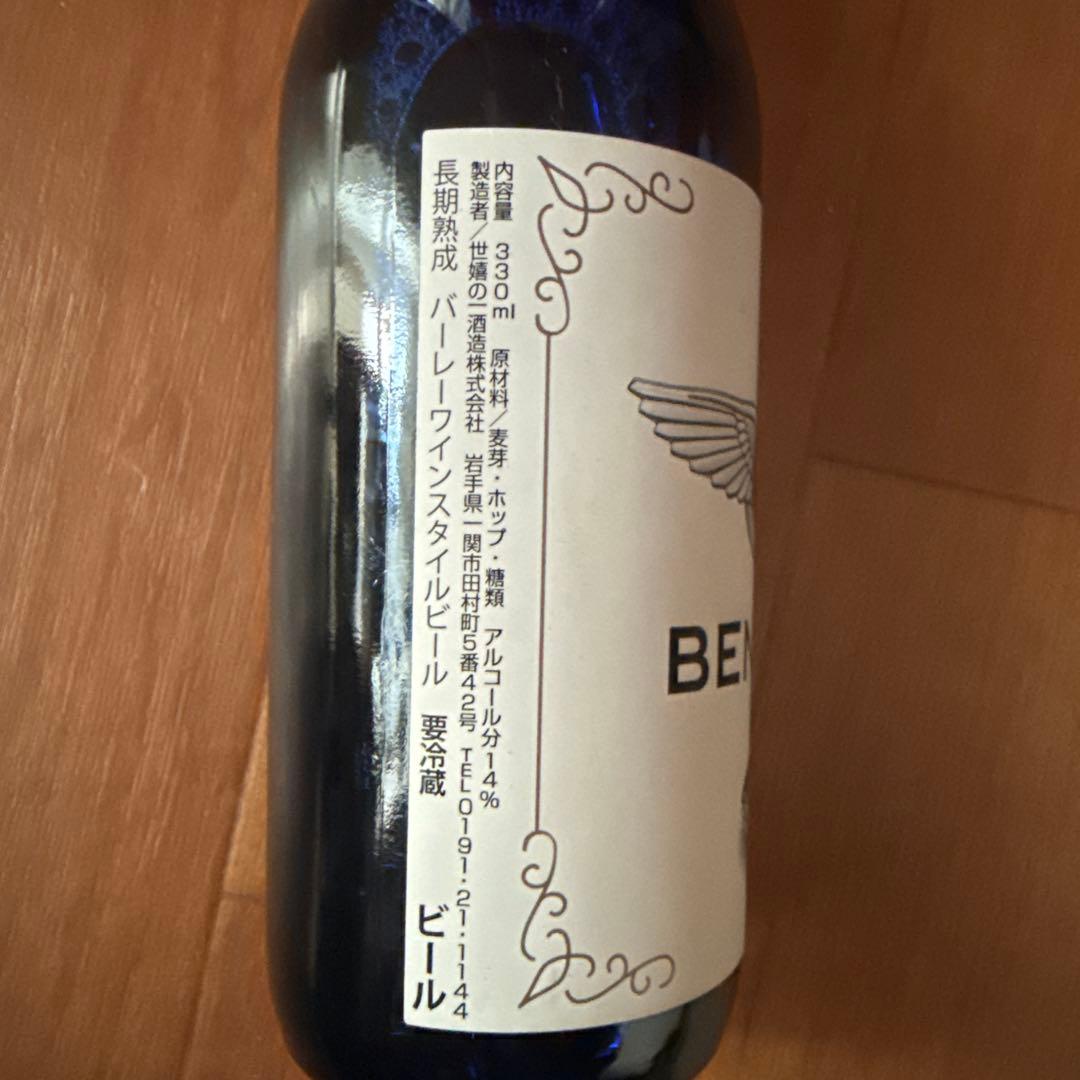 内容量 330ml 原材料/麦芽・ホップ・糖類 アルコール分14%
製造者/世嬉の一酒造株式会社 岩手県一関市田村町5番42号 TEL0191・21・1144
長期熟成 バーレーワインスタイルビール 要冷蔵 ビール
BEN